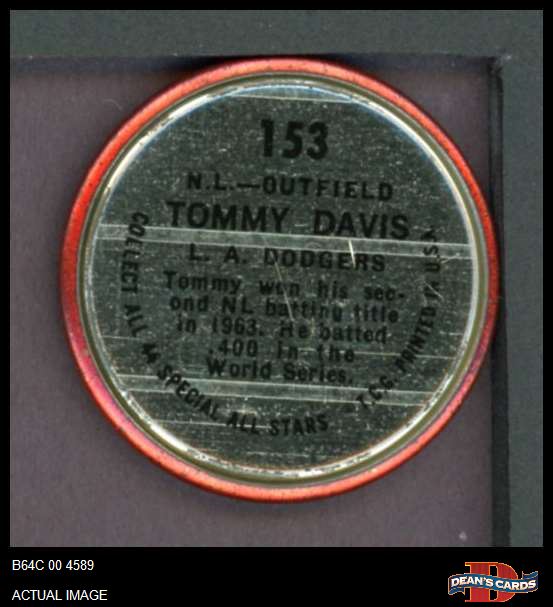 153
N.L.—OUTFIELD
TOMMY DAVIS
L. A. DODGERS
Tommy won his sec-
ond NL batting title
in 1963. He batted
.400 in the
World Series.
COLLECT ALL 44 SPECIAL ALL STARS
T.C.G. PRINTED IN U.S.A.
B64C 00 4589
ACTUAL IMAGE
D
DEAN'S CARDS